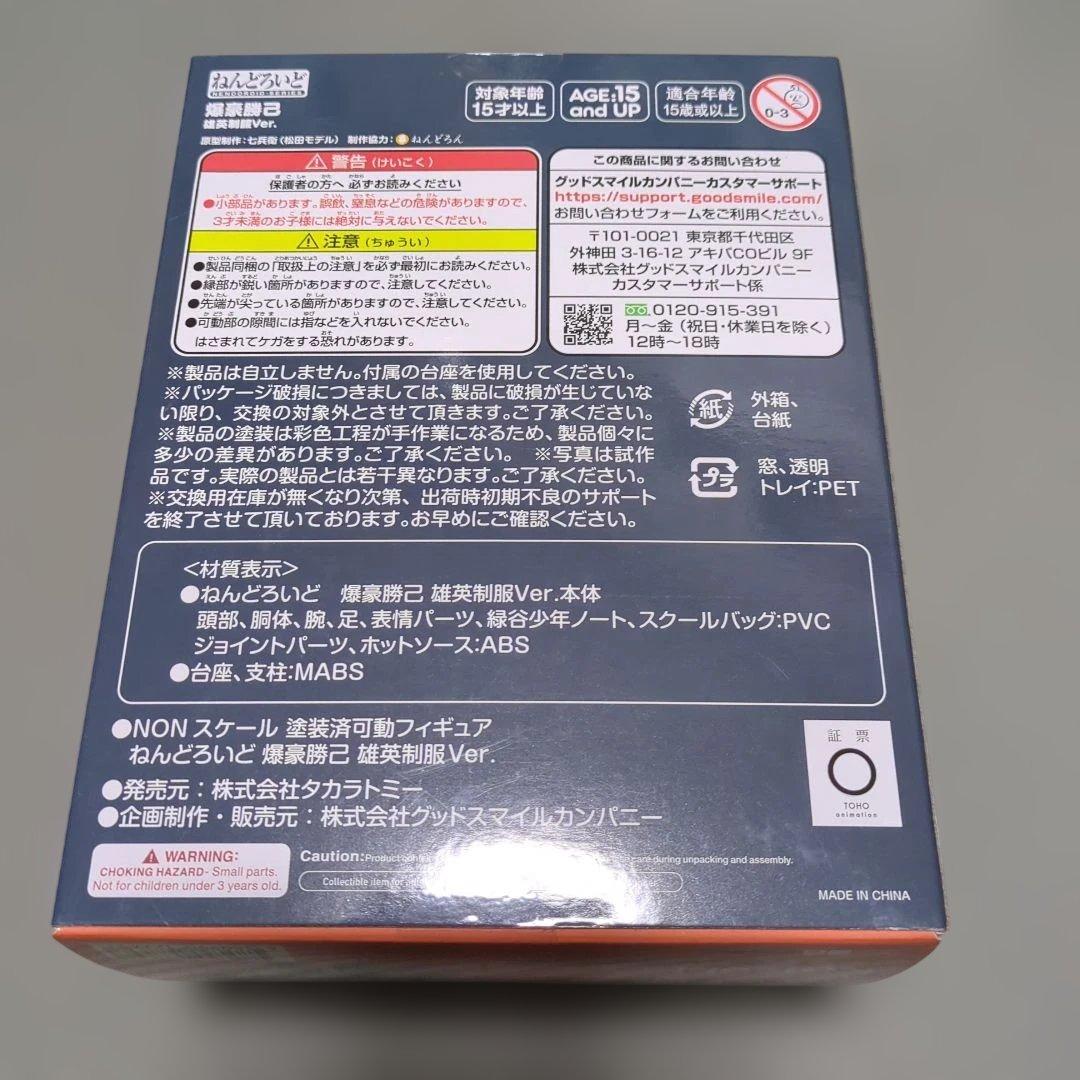 ねんどろいど
NENDOROID SERIES
爆豪勝己
雄英制服Ver.
原型制作：七兵衛（松田モデル） 制作協力： ねんどろん
対象年齢
15才以上
AGE:15
and UP
適合年齢
15歳或以上
0-3
警告（けいこく）
保護者の方へ 必ずお読みください
●小部品があります。誤飲、窒息などの危険がありますので、
3才未満のお子様には絶対に与えないでください。
注意（ちゅうい）
●製品同梱の「取扱上の注意」を必ず最初にお読みください。
●縁部が鋭い箇所がありますので、注意してください。
●先端が尖っている箇所がありますので、注意してください。
●可動部の隙間には指などを入れないでください。
はさまれてケガをする恐れがあります。
この商品に関するお問い合わせ
グッドスマイルカンパニーカスタマーサポート
https://support.goodsmile.com/
お問い合わせフォームをご利用ください。
〒101-0021 東京都千代田区
外神田 3-16-12 アキバCOビル 9F
株式会社グッドスマイルカンパニー
カスタマーサポート係
0120-915-391
月～金（祝日・休業日を除く）
12時～18時
※製品は自立しません。付属の台座を使用してください。
※パッケージ破損につきましては、製品に破損が生じていな
い限り、交換の対象外とさせて頂きます。ご了承ください。
※製品の塗装は彩色工程が手作業になるため、製品個々に
多少の差異があります。ご了承ください。 ※写真は試作
品です。実際の製品とは若干異なります。ご了承ください。
※交換用在庫が無くなり次第、出荷時初期不良のサポート
を終了させて頂いております。お早めにご確認ください。
紙
外箱、
台紙
プラ
窓、透明
トレイ:PET
＜材質表示＞
●ねんどろいど 爆豪勝己 雄英制服Ver.本体
頭部、胴体、腕、足、表情パーツ、緑谷少年ノート、スクールバッグ:PVC
ジョイントパーツ、ホットソース:ABS
●台座、支柱:MABS
●NON スケール 塗装済可動フィギュア
ねんどろいど 爆豪勝己 雄英制服Ver.
●発売元：株式会社タカラトミー
●企画制作・販売元：株式会社グッドスマイルカンパニー
証票
TOHO
animation
WARNING:
CHOKING HAZARD- Small parts.
Not for children under 3 years old.
Caution: Product care during unpacking and assembly.
Collectible item for
MADE IN CHINA